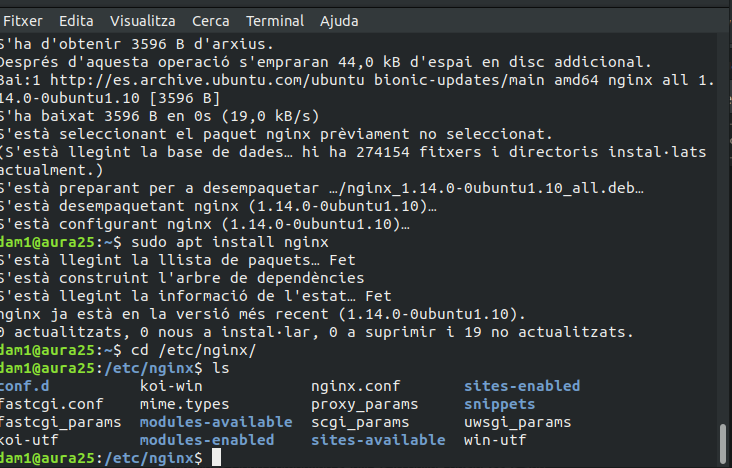 Fitxer Edita Visualitza Cerca Terminal Ajuda
S'ha d'obtenir 3596 B d'arxius.
Després d'aquesta operació s'empraran 44,0 kB d'espai en disc addicional.
Bai:1 http://es.archive.ubuntu.com/ubuntu bionic-updates/main amd64 nginx all 1.
14.0-0ubuntu1.10 [3596 B]
S'ha baixat 3596 B en 0s (19,0 kB/s)
S'està seleccionant el paquet nginx prèviament no seleccionat.
(S'està llegint la base de dades… hi ha 274154 fitxers i directoris instal·lats
actualment.)
S'està preparant per a desempaquetar …/nginx_1.14.0-0ubuntu1.10_all.deb…
S'està desempaquetant nginx (1.14.0-0ubuntu1.10)…
S'està configurant nginx (1.14.0-0ubuntu1.10)…
dam1@aura25:~$ sudo apt install nginx
S'està llegint la llista de paquets… Fet
S'està construint l'arbre de dependències
S'està llegint la informació de l'estat… Fet
nginx ja està en la versió més recent (1.14.0-0ubuntu1.10).
0 actualitzats, 0 nous a instal·lar, 0 a suprimir i 19 no actualitzats.
dam1@aura25:~$ cd /etc/nginx/
dam1@aura25:/etc/nginx$ ls
conf.d koi-win nginx.conf sites-enabled
fastcgi.conf mime.types proxy_params snippets
fastcgi_params modules-available scgi_params uwsgi_params
koi-utf modules-enabled sites-available win-utf
dam1@aura25:/etc/nginx$